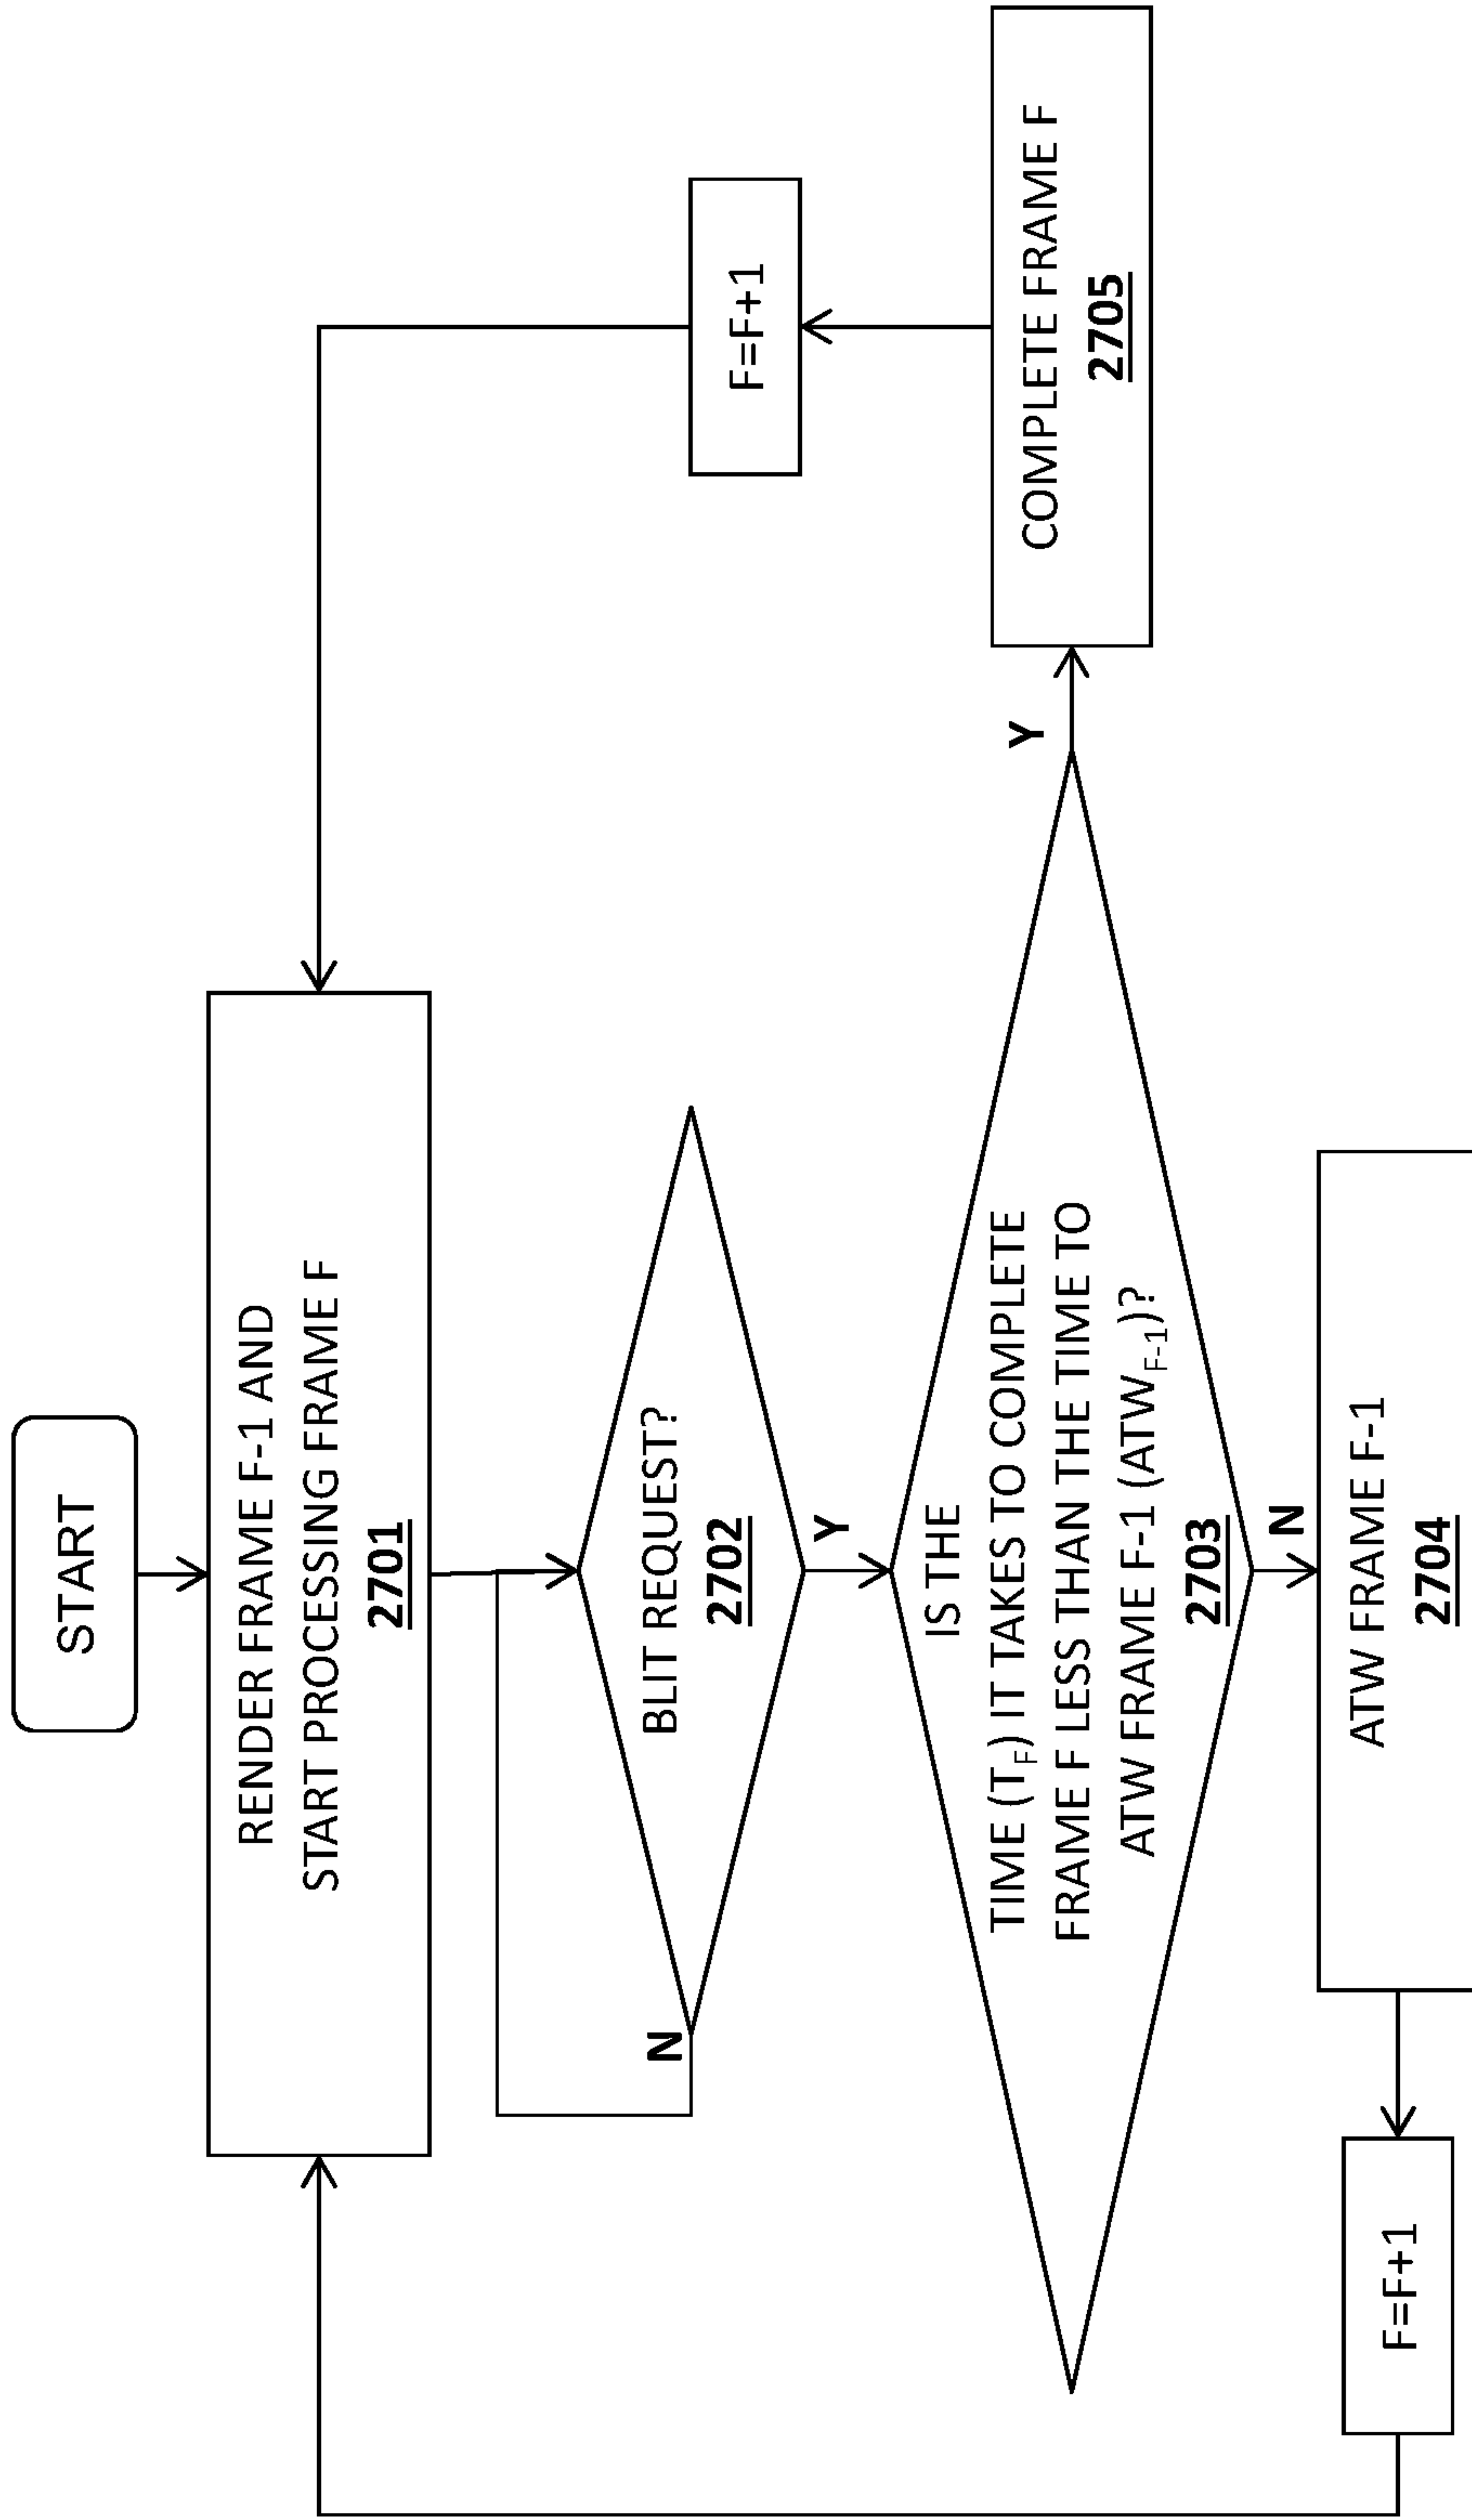 START
RENDER FRAME F-1 AND
START PROCESSING FRAME F
2701
BLIT REQUEST?
2702
N
Y
IS THE
TIME (TF) IT TAKES TO COMPLETE
FRAME F LESS THAN THE TIME TO
ATW FRAME F-1 (ATW F-1)?
2703
Y
N
COMPLETE FRAME F
2705
F=F+1
ATW FRAME F-1
2704
F=F+1